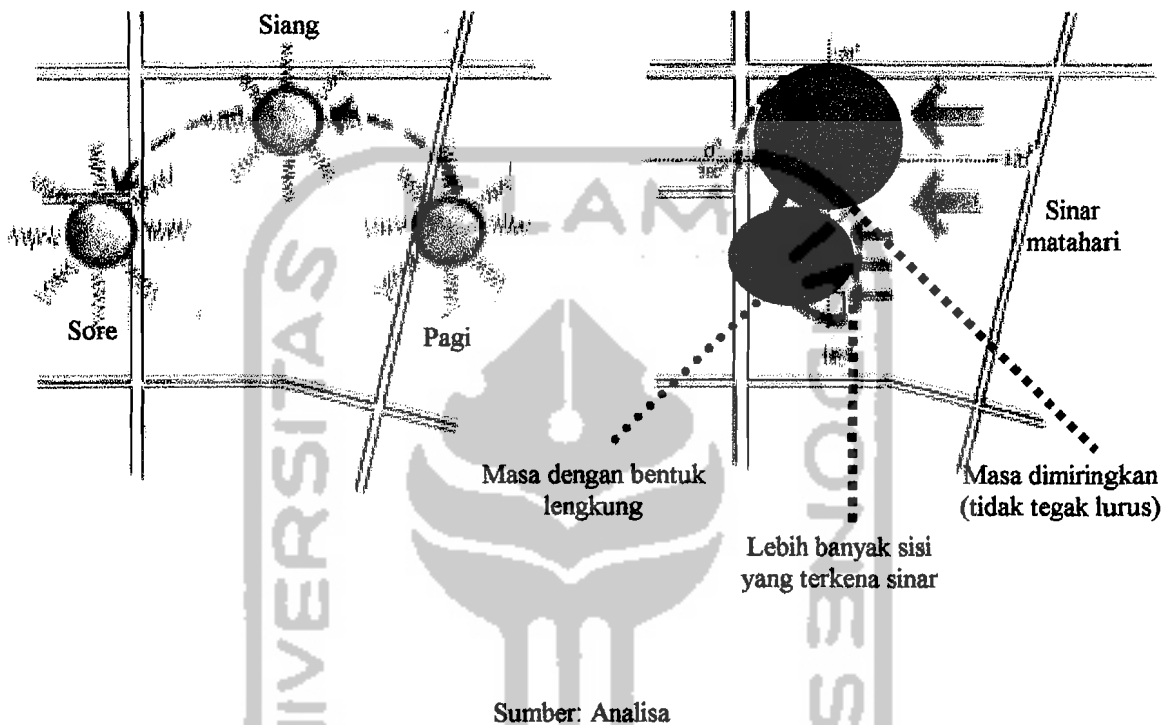 Siang
Sore
Pagi
Sinar
matahari
Masa dengan bentuk
lengkung
Lebih banyak sisi
yang terkena sinar
Masa dimiringkan
(tidak tegak lurus)
Sumber: Analisa